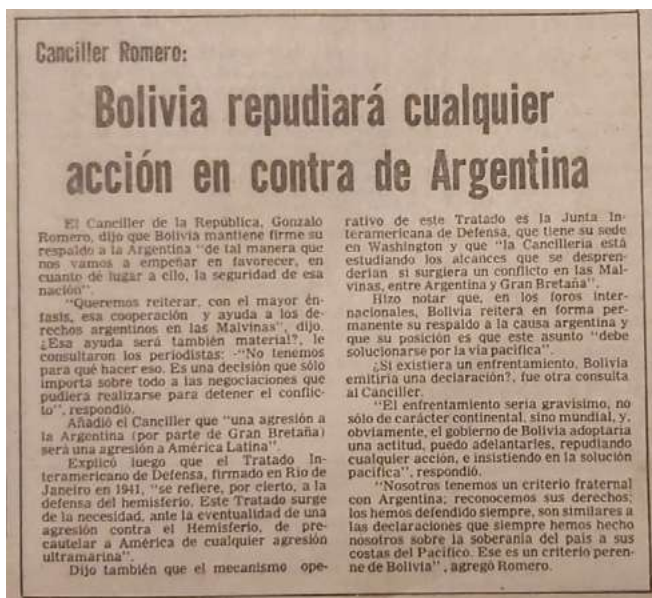 Canciller Romero:
Bolivia repudiará cualquier
acción en contra de Argentina
El Canciller de la República, Gonzalo
Romero, dijo que Bolivia mantiene firme su
respaldo a la Argentina "de tal manera que
nos vamos a empeñar en favorecer, en
cuanto dé lugar a ello, la seguridad de esa
nación".
"Queremos reiterar, con el mayor én-
fasis, esa cooperación y ayuda a los de-
rechos argentinos en las Malvinas", dijo.
¿Esa ayuda será también material?, le
consultaron los periodistas: -"No tenemos
para qué hacer eso. Es una decisión que sólo
importa sobre todo a las negociaciones que
pudiera realizarse para detener el conflic-
to", respondió.
Añadió el Canciller que "una agresión a
la Argentina (por parte de Gran Bretaña)
será una agresión a América Latina".
Explicó luego que el Tratado In-
teramericano de Defensa, firmado en Río de
Janeiro en 1941, "se refiere, por cierto, a la
defensa del hemisferio. Este Tratado surge
de la necesidad, ante la eventualidad de una
agresión contra el Hemisferio, de pre-
cautelar a América de cualquier agresión
ultramarina".
Dijo también que el mecanismo ope-
rativo de este Tratado es la Junta In-
teramericana de Defensa, que tiene su sede
en Washington y que "la Cancillería está
estudiando los alcances que se despren-
derían si surgiera un conflicto en las Mal-
vinas, entre Argentina y Gran Bretaña".
Hizo notar que, en los foros inter-
nacionales, Bolivia reitera en forma per-
manente su respaldo a la causa argentina y
que su posición es que este asunto "debe
solucionarse por la vía pacífica".
¿Si existiera un enfrentamiento, Bolivia
emitiría una declaración?, fue otra consulta
al Canciller.
"El enfrentamiento sería gravísimo, no
sólo de carácter continental, sino mundial, y,
obviamente, el gobierno de Bolivia adoptaría
una actitud, puedo adelantarles, repudiando
cualquier acción, e insistiendo en la solución
pacífica", respondió.
"Nosotros tenemos un criterio fraternal
con Argentina; reconocemos sus derechos;
los hemos defendido siempre, son similares a
las declaraciones que siempre hemos hecho
nosotros sobre la soberanía del país a sus
costas del Pacífico. Ese es un criterio peren-
ne de Bolivia", agregó Romero.